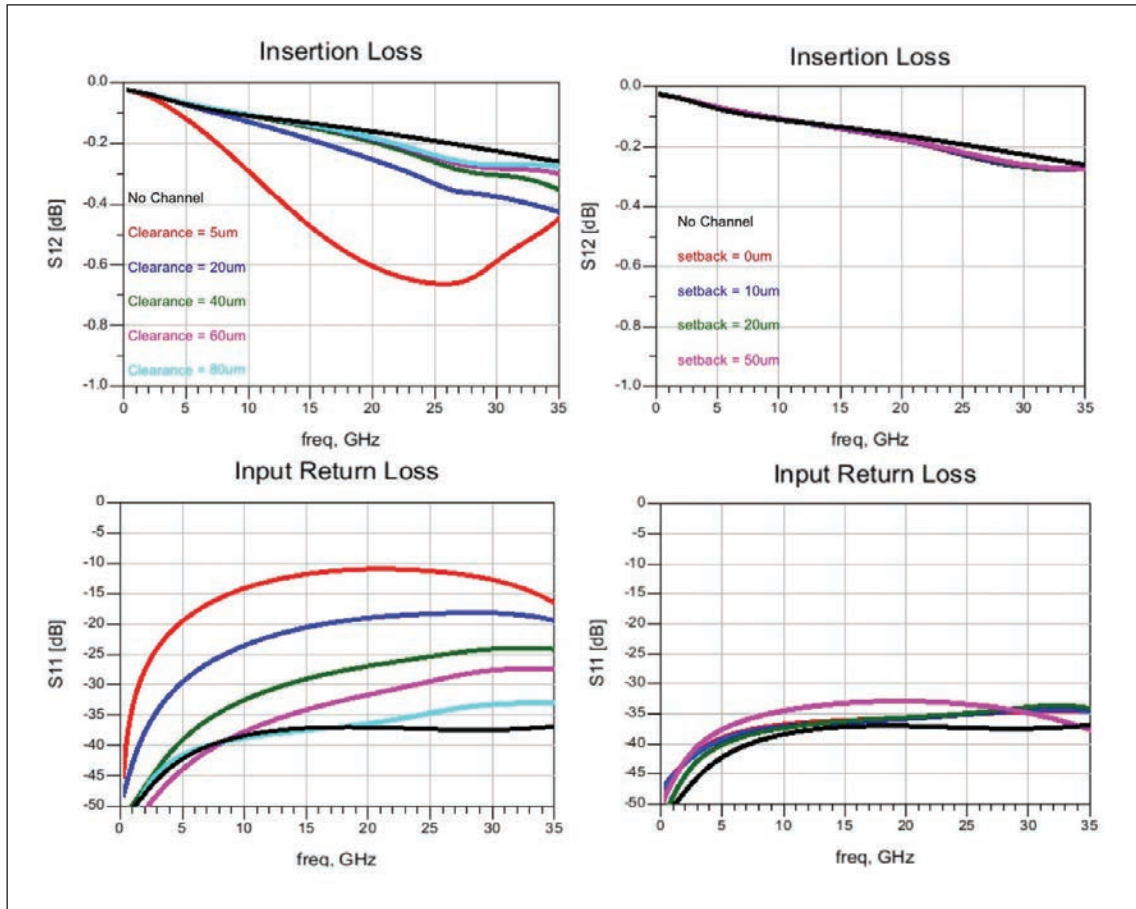 Insertion Loss
0.0
-0.2
-0.4
-0.6
-0.8
-1.0
S12 [dB]
No Channel
Clearance = 5um
Clearance = 20um
Clearance = 40um
Clearance = 60um
Clearance = 80um
0 5 10 15 20 25 30 35
freq, GHz
Insertion Loss
0.0
-0.2
-0.4
-0.6
-0.8
-1.0
S12 [dB]
No Channel
setback = 0um
setback = 10um
setback = 20um
setback = 50um
0 5 10 15 20 25 30 35
freq, GHz
Input Return Loss
0
-5
-10
-15
-20
-25
-30
-35
-40
-45
-50
S11 [dB]
0 5 10 15 20 25 30 35
freq, GHz
Input Return Loss
0
-5
-10
-15
-20
-25
-30
-35
-40
-45
-50
S11 [dB]
0 5 10 15 20 25 30 35
freq, GHz